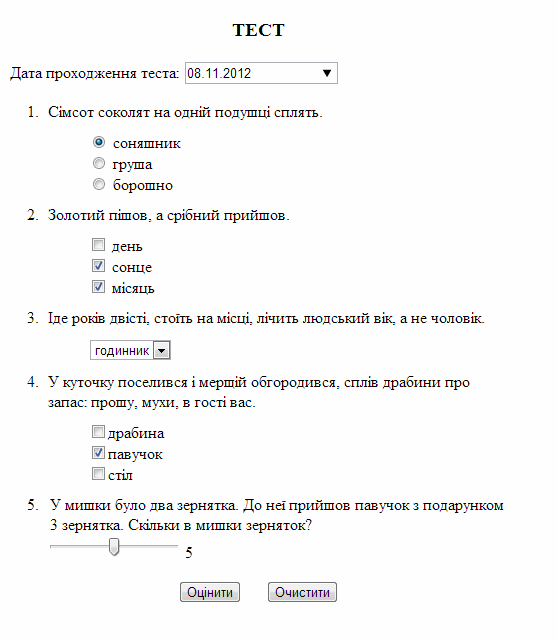 ТЕСТ
Дата проходження теста: 08.11.2012
1. Сімсот соколят на одній подушці сплять.
соняшник
груша
борошно
2. Золотий пішов, а срібний прийшов.
день
сонце
місяць
3. Іде років двісті, стоїть на місці, лічить людський вік, а не чоловік.
годинник
4. У куточку поселився і мерщій обгородився, сплів драбини про
запас: прошу, мухи, в гості вас.
драбина
павучок
стіл
5. У мишки було два зернятка. До неї прийшов павучок з подарунком
3 зернятка. Скільки в мишки зерняток?
5
Оцінити Очистити